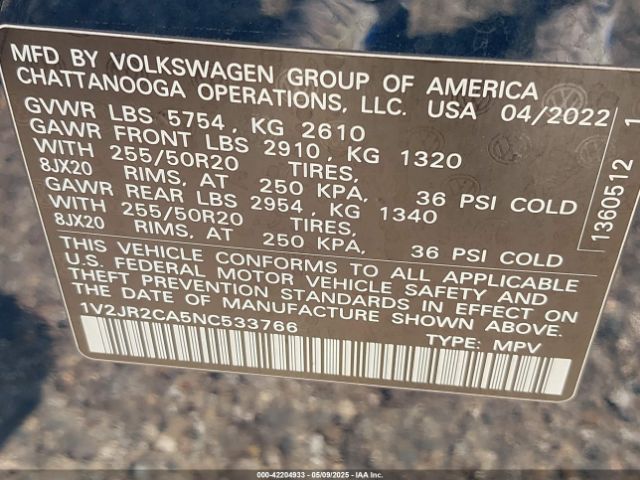 MFD BY VOLKSWAGEN GROUP OF AMERICA
CHATTANOOGA OPERATIONS, LLC. USA 04/2022
GVWR LBS 5754, KG 2610
GAWR FRONT LBS 2910, KG 1320
WITH 255/50R20 TIRES,
8JX20 RIMS, AT 250 KPA, 36 PSI COLD
GAWR REAR LBS 2954, KG 1340
WITH 255/50R20 TIRES,
8JX20 RIMS, AT 250 KPA, 36 PSI COLD
THIS VEHICLE CONFORMS TO ALL APPLICABLE
U.S. FEDERAL MOTOR VEHICLE SAFETY AND
THEFT PREVENTION STANDARDS IN EFFECT ON
THE DATE OF MANUFACTURE SHOWN ABOVE.
1V2JR2CA5NC533766 TYPE: MPV
1360512 1
000-42204933 - 05/09/2025 - IAAI.com